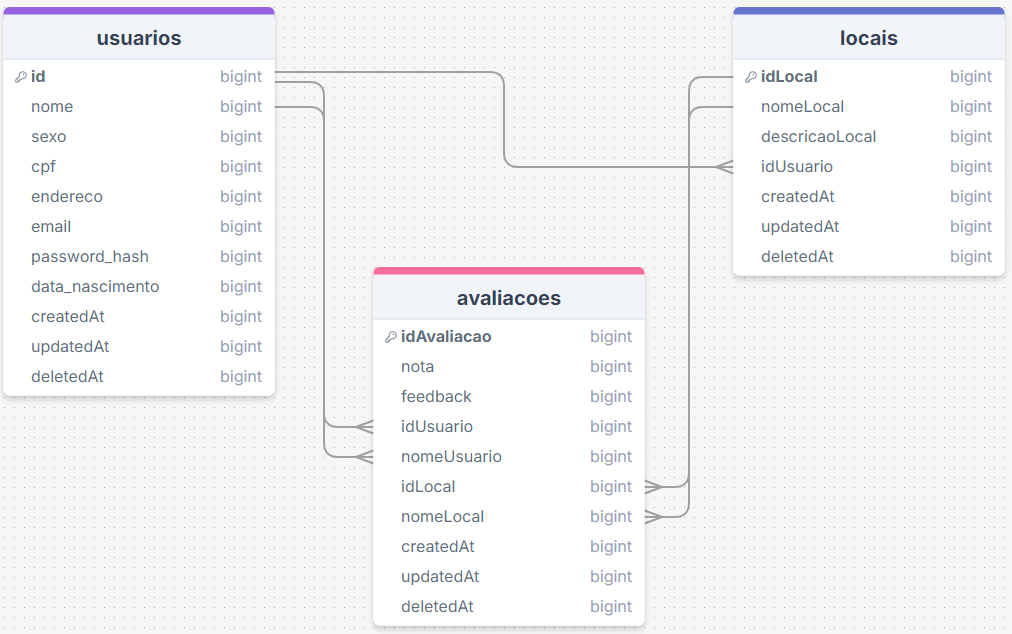 usuarios
id bigint
nome bigint
sexo bigint
cpf bigint
endereco bigint
email bigint
password_hash bigint
data_nascimento bigint
createdAt bigint
updatedAt bigint
deletedAt bigint
locais
idLocal bigint
nomeLocal bigint
descricaoLocal bigint
idUsuario bigint
createdAt bigint
updatedAt bigint
deletedAt bigint
avaliacoes
idAvaliacao bigint
nota bigint
feedback bigint
idUsuario bigint
nomeUsuario bigint
idLocal bigint
nomeLocal bigint
createdAt bigint
updatedAt bigint
deletedAt bigint